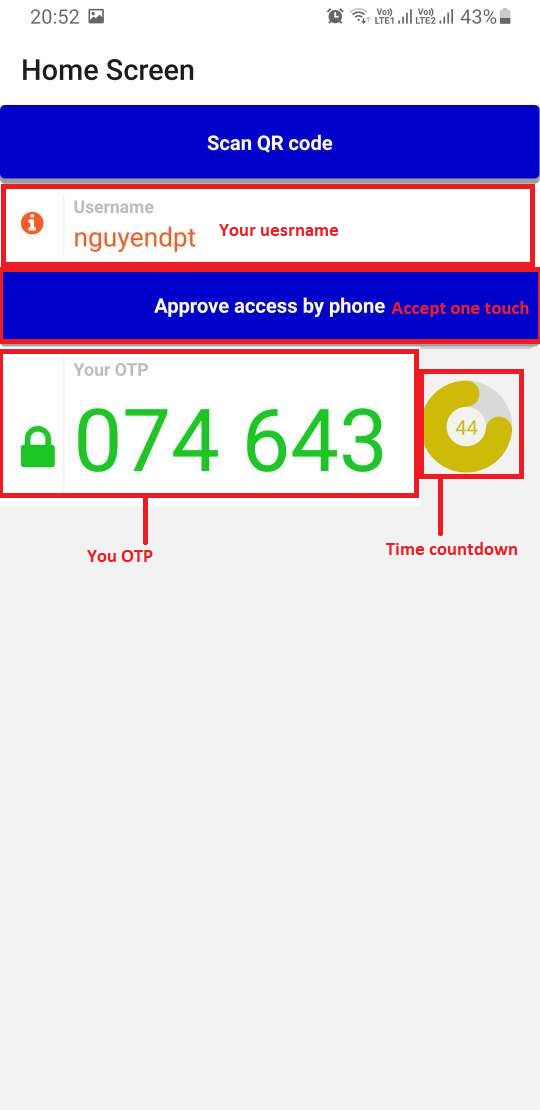 20:52 Vo)) LTE1 Vo)) LTE2 43%
Home Screen
Scan QR code
Username
nguyendpt Your uesrname
Approve access by phone Accept one touch
Your OTP
074 643 44
You OTP Time countdown